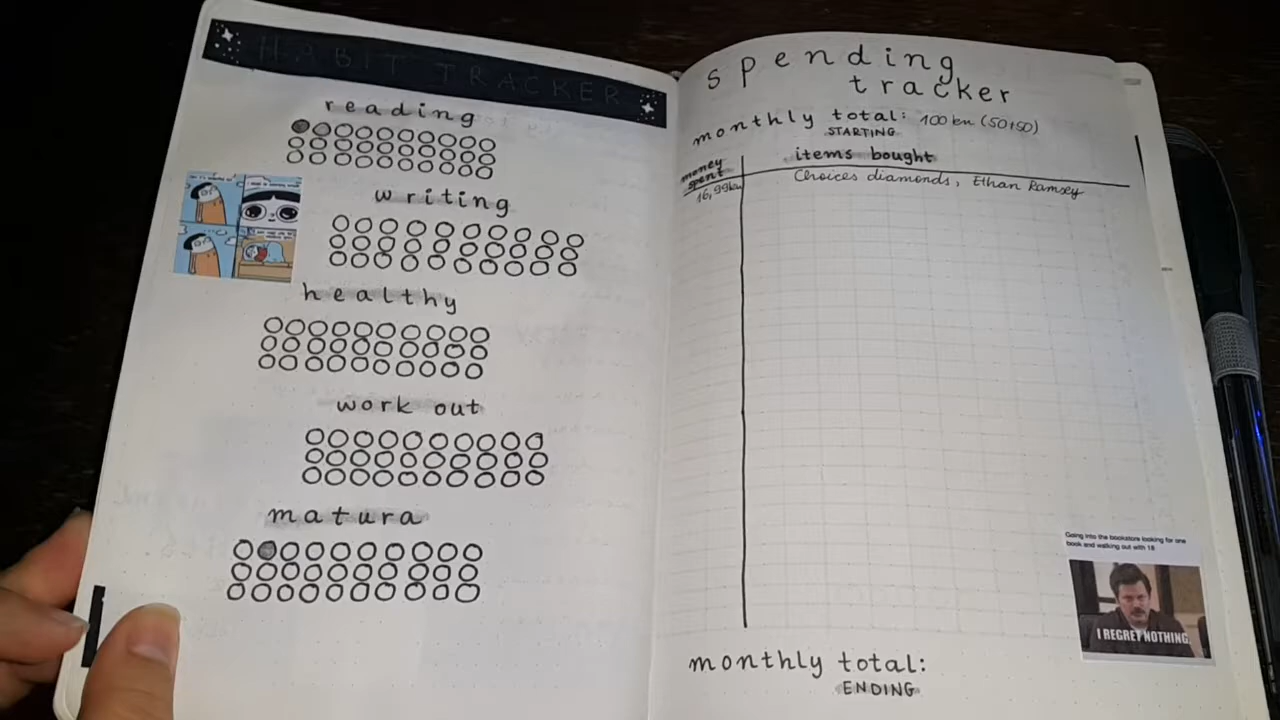 HABIT TRACKER
reading
writing
healthy
work out
matura
spending
tracker
monthly total: 100 kn (50+50)
STARTING
money
spent
items bought
16,99kn
Choices diamonds, Ethan Ramsey
Going into the bookstore looking for one
book and walking out with 18
I REGRET NOTHING.
monthly total:
ENDING